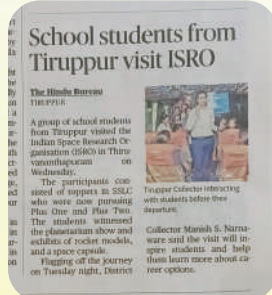 School students from
Tiruppur visit ISRO
The Hindu Bureau
TIRUPPUR
A group of school students
from Tiruppur visited the
Indian Space Research Or-
ganisation (ISRO) in Thiru-
vananthapuram on
Wednesday.
The participants con-
sisted of toppers in SSLC
who were now pursuing
Plus One and Plus Two.
The students witnessed
the planetarium show and
exhibits of rocket models,
and a space capsule.
Flagging off the journey
on Tuesday night, District
Tiruppur Collector interacting
with students before their
departure.
Collector Manish S. Narna-
ware said the visit will in-
spire students and help
them learn more about ca-
reer options.